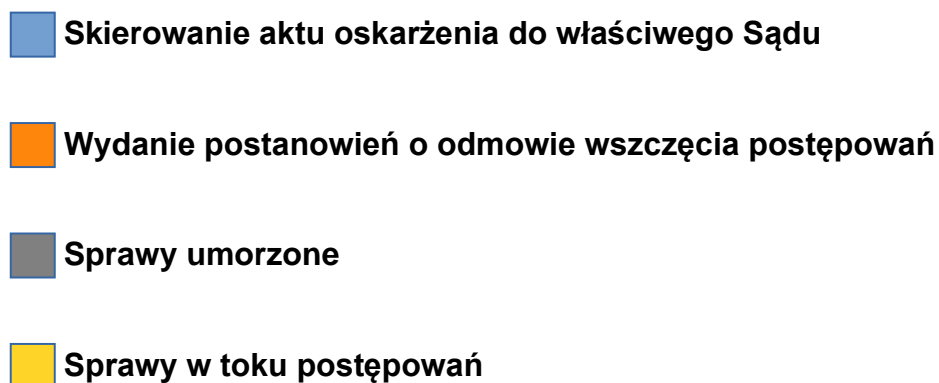 Skierowanie aktu oskarżenia do właściwego Sądu
Wydanie postanowień o odmowie wszczęcia postępowań
Sprawy umorzone
Sprawy w toku postępowań